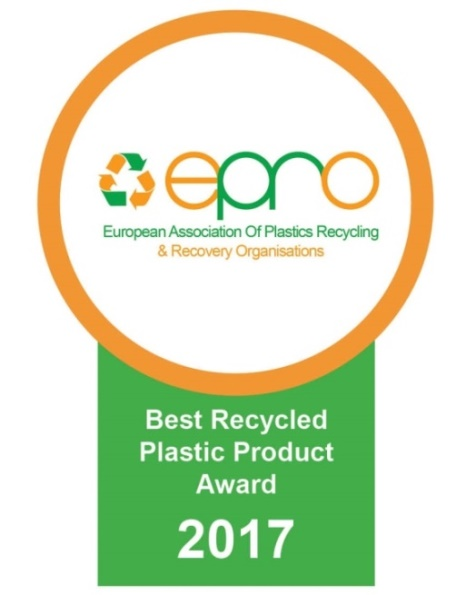 epro
European Association Of Plastics Recycling
& Recovery Organisations
Best Recycled
Plastic Product
Award
2017